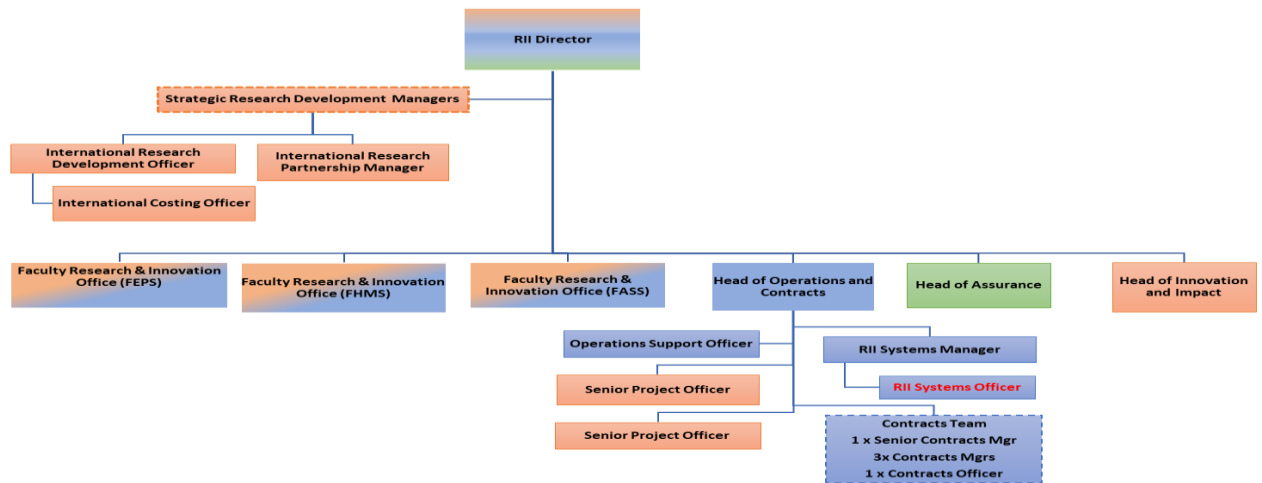 RII Director
Strategic Research Development Managers
International Research
Development Officer
International Research
Partnership Manager
International Costing Officer
Faculty Research & Innovation
Office (FEPS)
Faculty Research & Innovation
Office (FHMS)
Faculty Research &
Innovation Office (FASS)
Head of Operations and
Contracts
Head of Assurance
Head of Innovation
and Impact
Operations Support Officer
RII Systems Manager
Senior Project Officer
RII Systems Officer
Senior Project Officer
Contracts Team
1 x Senior Contracts Mgr
3x Contracts Mgrs
1 x Contracts Officer